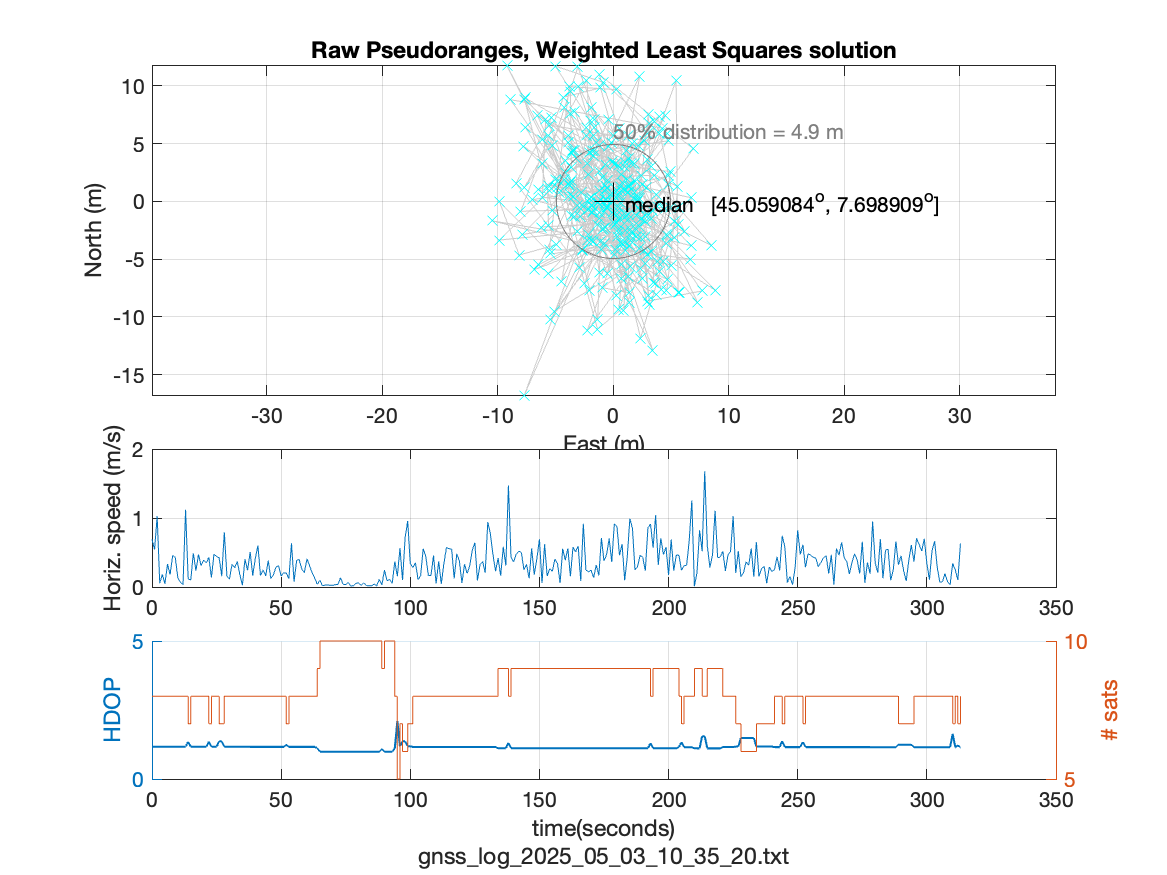 Raw Pseudoranges, Weighted Least Squares solution
10
5
0
-5
-10
-15
North (m)
50% distribution = 4.9 m
median [45.059084°, 7.698909°]
-30 -20 -10 0 10 20 30
East (m)
2
1
0
Horiz. speed (m/s)
0 50 100 150 200 250 300 350
5
0
HDOP
10
5
# sats
0 50 100 150 200 250 300 350
time(seconds)
gnss_log_2025_05_03_10_35_20.txt